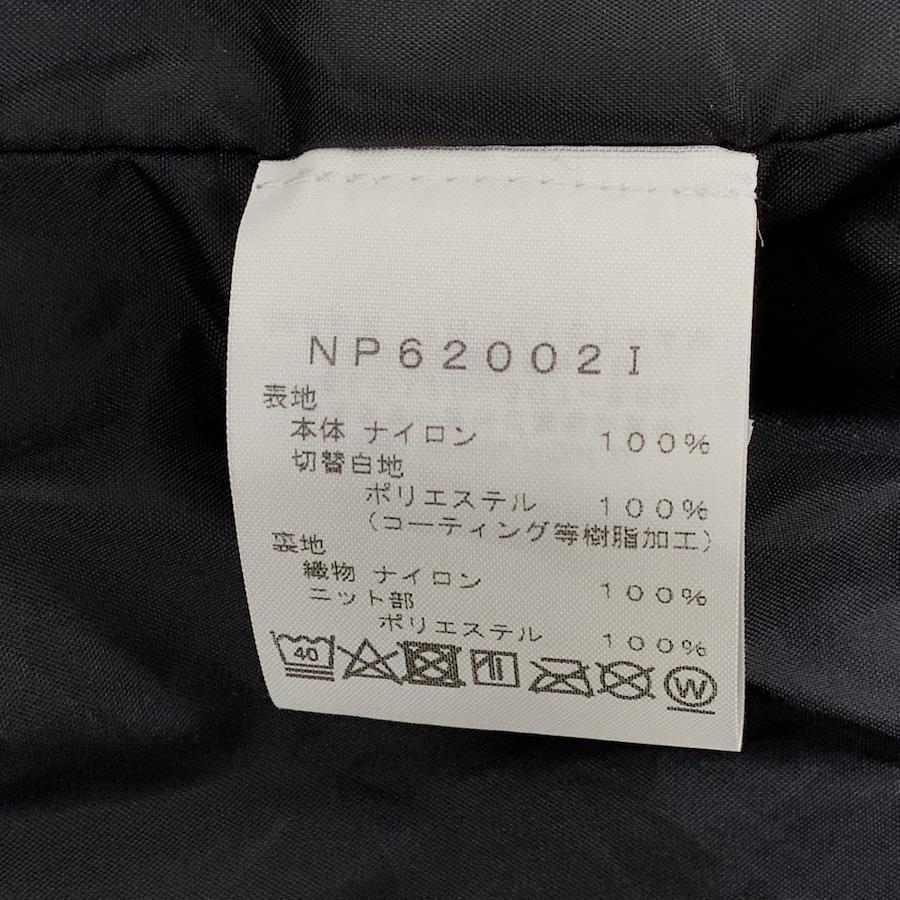 NP62002I
表地
本体 ナイロン 100%
切替白地
ポリエステル 100%
(コーティング等樹脂加工)
裏地
織物 ナイロン 100%
ニット部
ポリエステル 100%
40 W